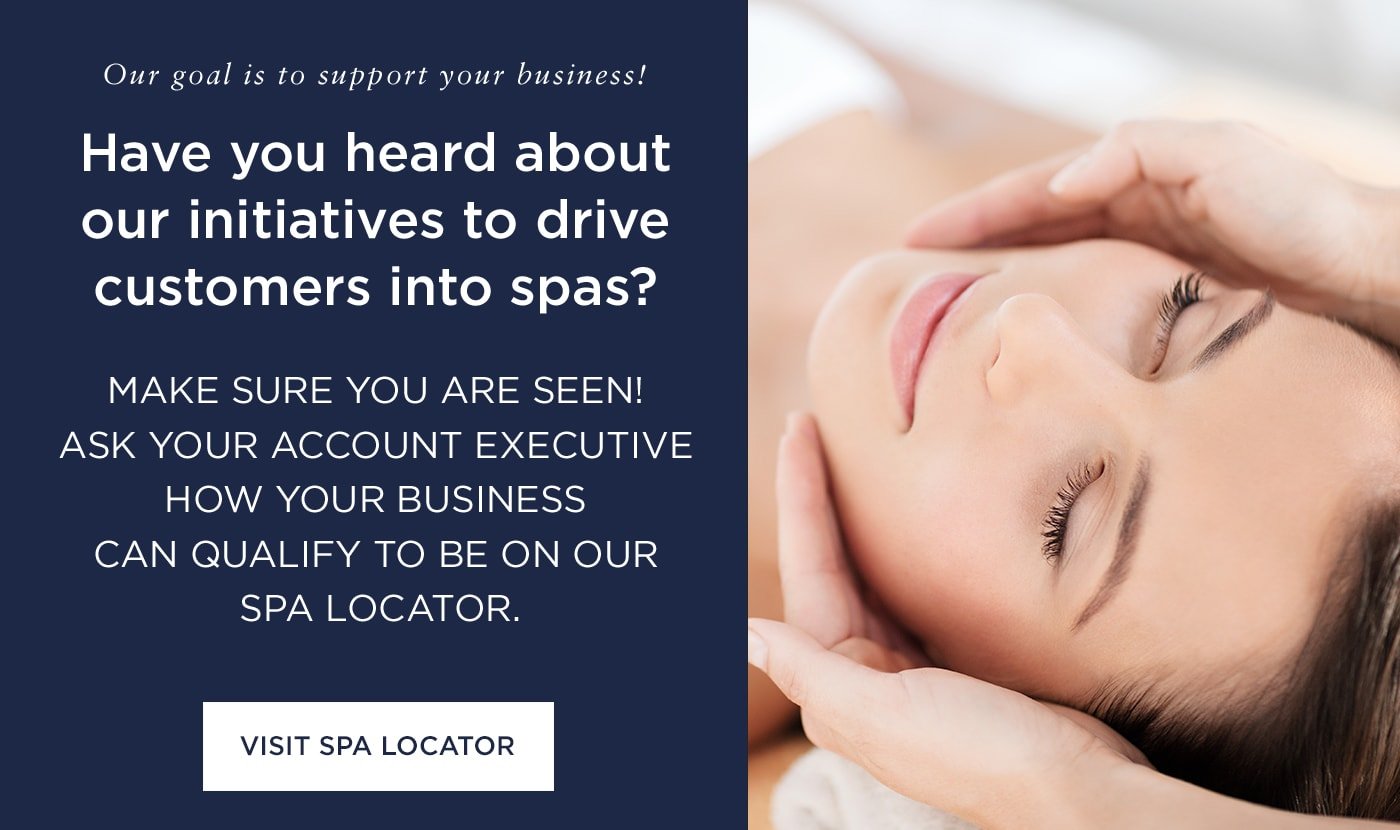 Our goal is to support your business!
Have you heard about
our initiatives to drive
customers into spas?
MAKE SURE YOU ARE SEEN!
ASK YOUR ACCOUNT EXECUTIVE
HOW YOUR BUSINESS
CAN QUALIFY TO BE ON OUR
SPA LOCATOR.
VISIT SPA LOCATOR